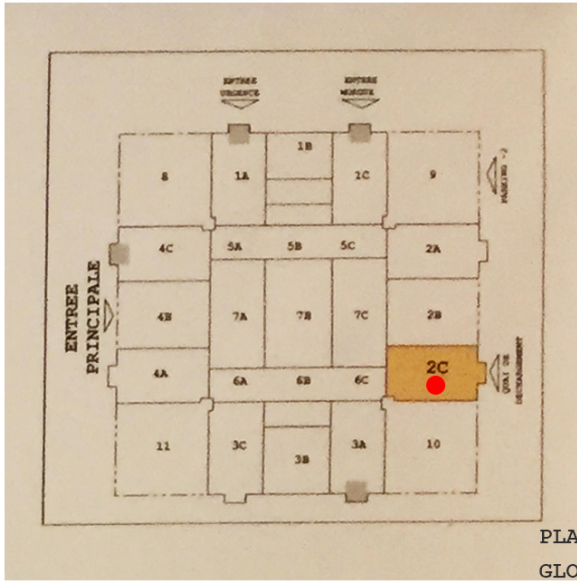 ENTREE
URGENCE
ENTREE
MORGUE
8
1A
1B
1C
9
PARKING -2
4C
5A
5B
5C
2A
ENTREE
PRINCIPALE
4B
7A
7B
7C
2B
4A
6A
6B
6C
2C
QUAI DE
DECHARGEMENT
11
3C
3B
3A
10
PLA
GLO